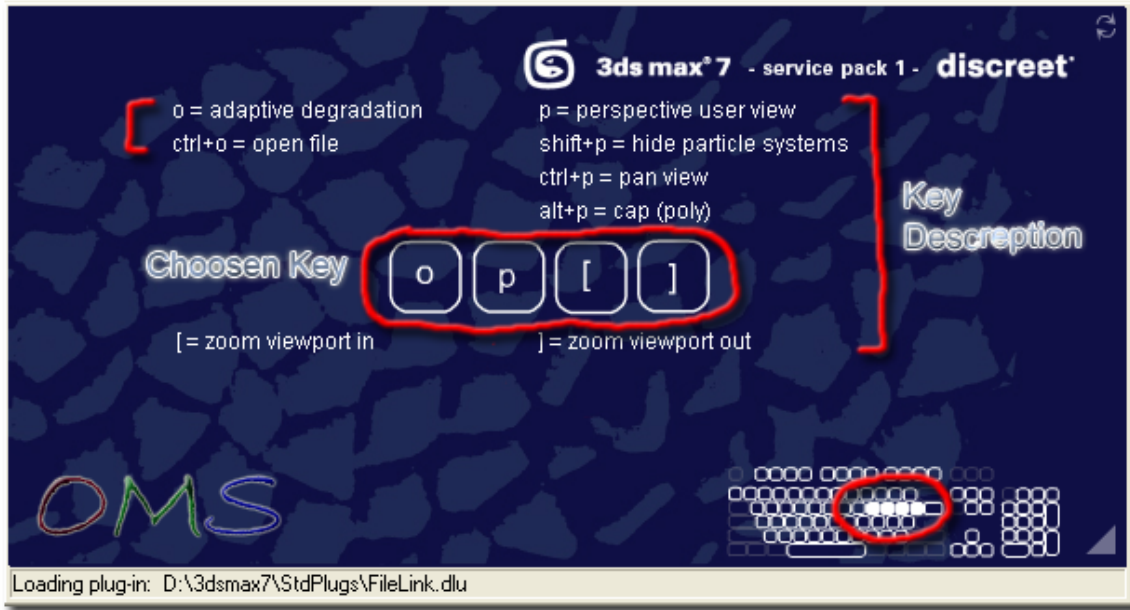 3ds max® 7 - service pack 1 - discreet®
o = adaptive degradation
ctrl+o = open file
p = perspective user view
shift+p = hide particle systems
ctrl+p = pan view
alt+p = cap (poly)
Key
Descreption
Choosen Key
o p [ ]
[ = zoom viewport in
] = zoom viewport out
OMS
Loading plug-in: D:\3dsmax7\StdPlugs\FileLink.dlu